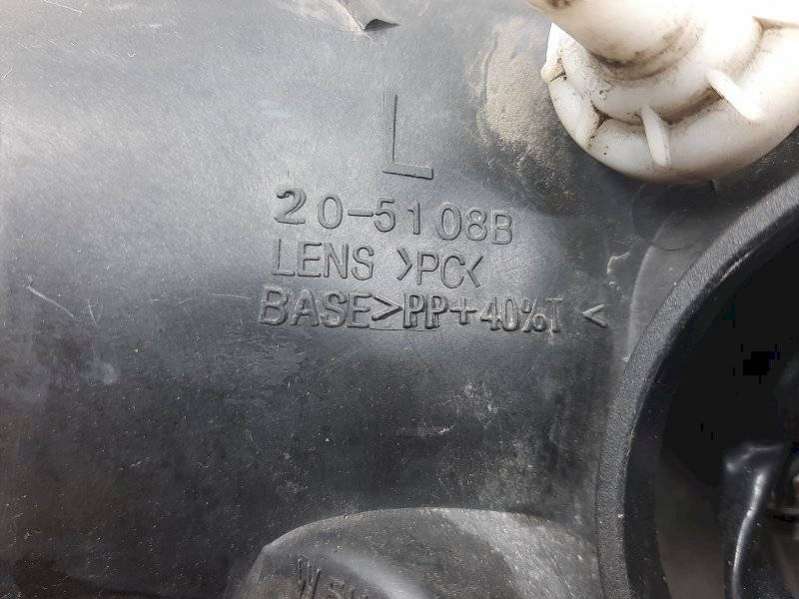 L
20-5108B
LENS >PC<
BASE>PP+40%T<